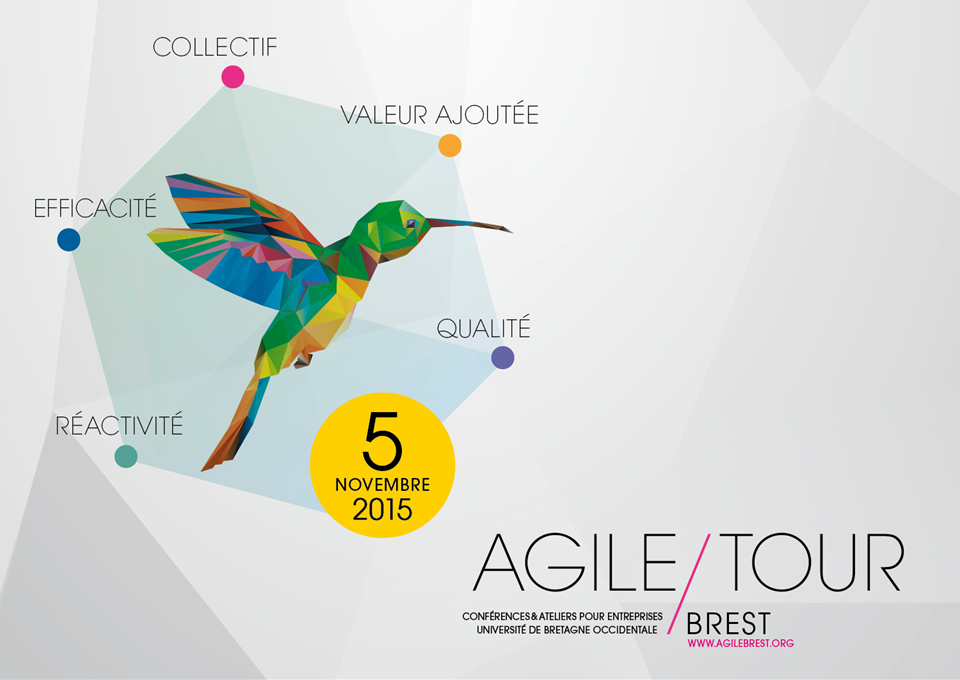 COLLECTIF
VALEUR AJOUTÉE
EFFICACITÉ
QUALITÉ
RÉACTIVITÉ
5
NOVEMBRE
2015
AGILE/TOUR
CONFÉRENCES & ATELIERS POUR ENTREPRISES
UNIVERSITÉ DE BRETAGNE OCCIDENTALE
BREST
WWW.AGILEBREST.ORG